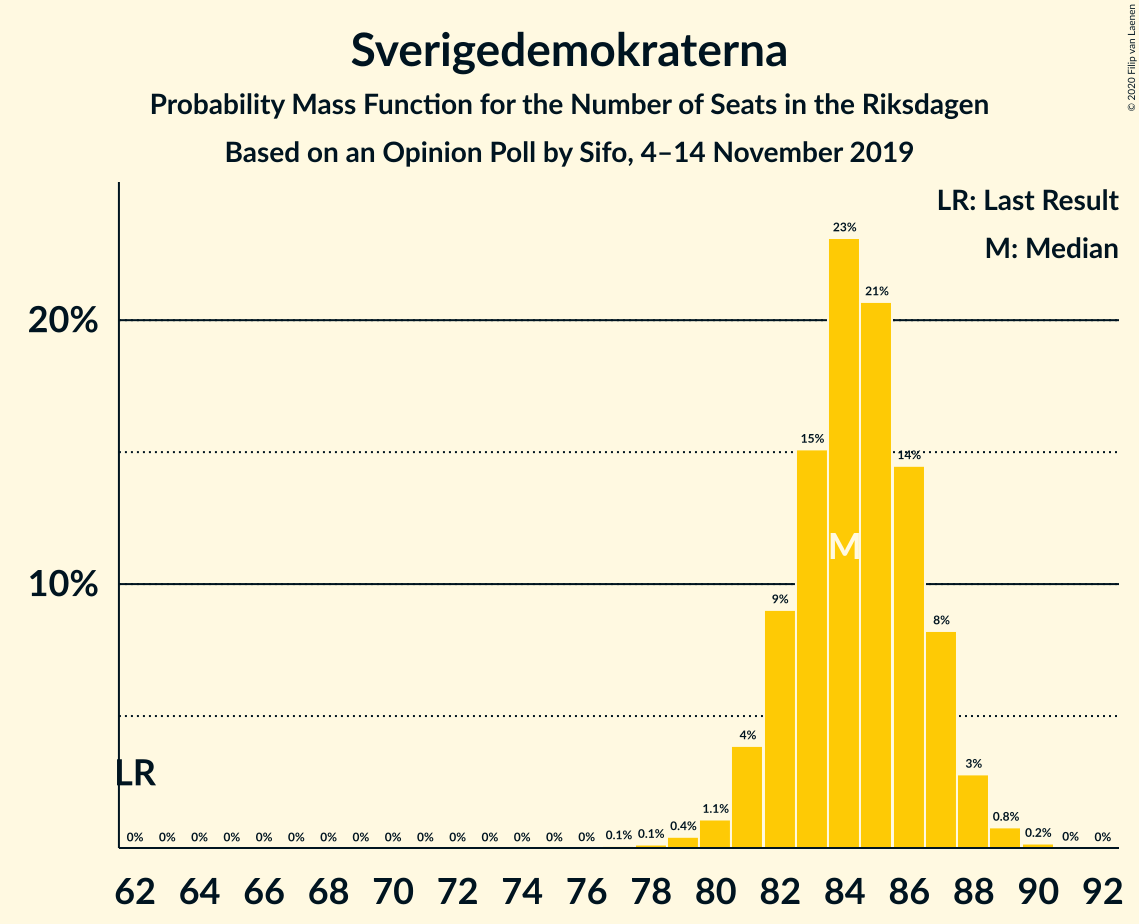 Sverigedemokraterna
Probability Mass Function for the Number of Seats in the Riksdagen
Based on an Opinion Poll by Sifo, 4–14 November 2019
© 2020 Filip van Laenen
LR: Last Result
M: Median
20%
10%
LR
M
0% 0% 0% 0% 0% 0% 0% 0% 0% 0% 0% 0% 0% 0% 0% 0.1% 0.1% 0.4% 1.1% 4% 9% 15% 23% 21% 14% 8% 3% 0.8% 0.2% 0% 0%
62 64 66 68 70 72 74 76 78 80 82 84 86 88 90 92